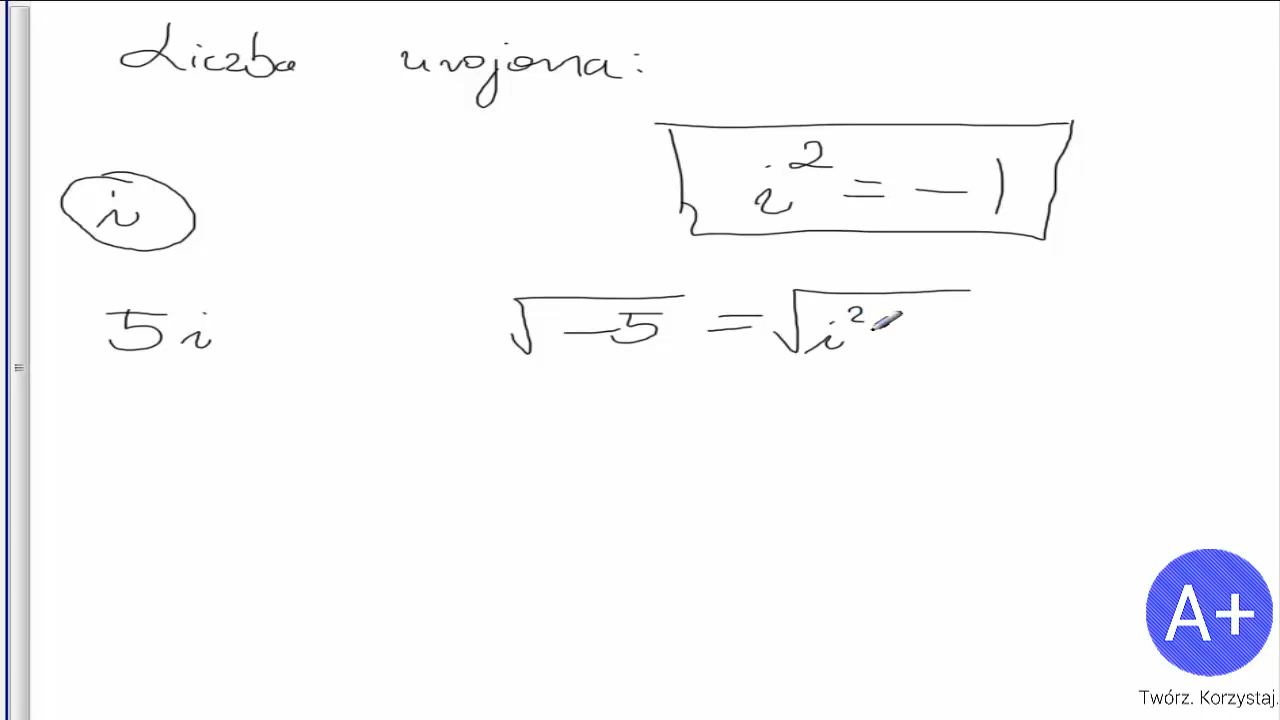 Liczba urojona:
i
i² = -1
5i
√-5 = √i²
A+
Twórz. Korzystaj.